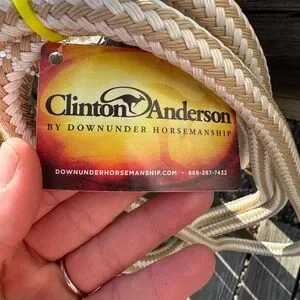 Clinton Anderson
BY DOWNUNDER HORSEMANSHIP
DOWNUNDERHORSEMANSHIP.COM • 888-287-7432